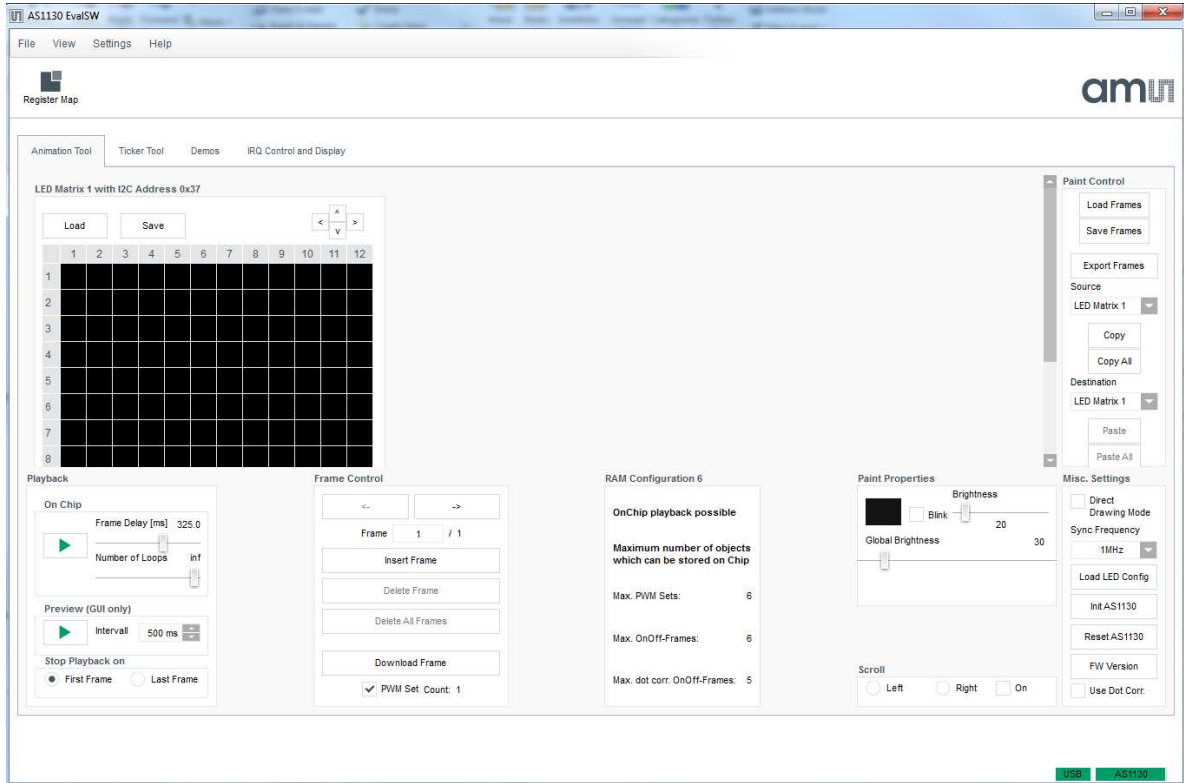 AS1130 EvalSW
File View Settings Help
Register Map
amu
Animation Tool Ticker Tool Demos IRQ Control and Display
LED Matrix 1 with I2C Address 0x37
Load Save < ^ v >
1 2 3 4 5 6 7 8 9 10 11 12
1
2
3
4
5
6
7
8
Paint Control
Load Frames
Save Frames
Export Frames
Source
LED Matrix 1
Copy
Copy All
Destination
LED Matrix 1
Paste
Paste All
Playback
On Chip
Frame Delay [ms] 325.0
Number of Loops inf
Preview (GUI only)
Intervall 500 ms
Stop Playback on
First Frame Last Frame
Frame Control
<- ->
Frame 1 / 1
Insert Frame
Delete Frame
Delete All Frames
Download Frame
PWM Set Count: 1
RAM Configuration 6
OnChip playback possible
Maximum number of objects
which can be stored on Chip
Max. PWM Sets: 6
Max. OnOff-Frames: 6
Max. dot corr. OnOff-Frames: 5
Paint Properties
Brightness
Blink
20
Global Brightness 30
Scroll
Left Right On
Misc. Settings
Direct
Drawing Mode
Sync Frequency
1MHz
Load LED Config
Init AS1130
Reset AS1130
FW Version
Use Dot Corr.
USB AS1130